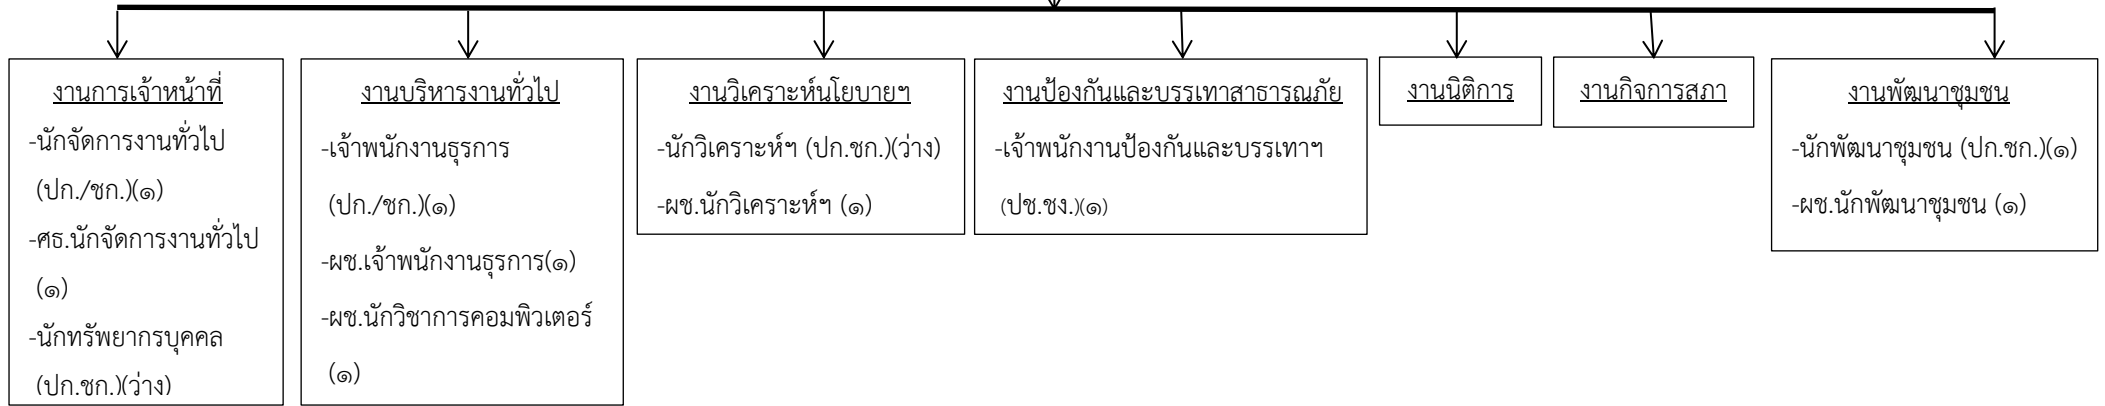 งานการเจ้าหน้าที่
-นักจัดการงานทั่วไป
(ปก./ชก.)(๑)
-ศธ.นักจัดการงานทั่วไป
(๑)
-นักทรัพยากรบุคคล
(ปก.ชก.)(ว่าง)
งานบริหารงานทั่วไป
-เจ้าพนักงานธุรการ
(ปก./ชก.)(๑)
-ผช.เจ้าพนักงานธุรการ(๑)
-ผช.นักวิชาการคอมพิวเตอร์
(๑)
งานวิเคราะห์นโยบายฯ
-นักวิเคราะห์ฯ (ปก.ชก.)(ว่าง)
-ผช.นักวิเคราะห์ฯ (๑)
งานป้องกันและบรรเทาสาธารณภัย
-เจ้าพนักงานป้องกันและบรรเทาฯ
(ปช.ชง.)(๑)
งานนิติการ
งานกิจการสภา
งานพัฒนาชุมชน
-นักพัฒนาชุมชน (ปก.ชก.)(๑)
-ผช.นักพัฒนาชุมชน (๑)